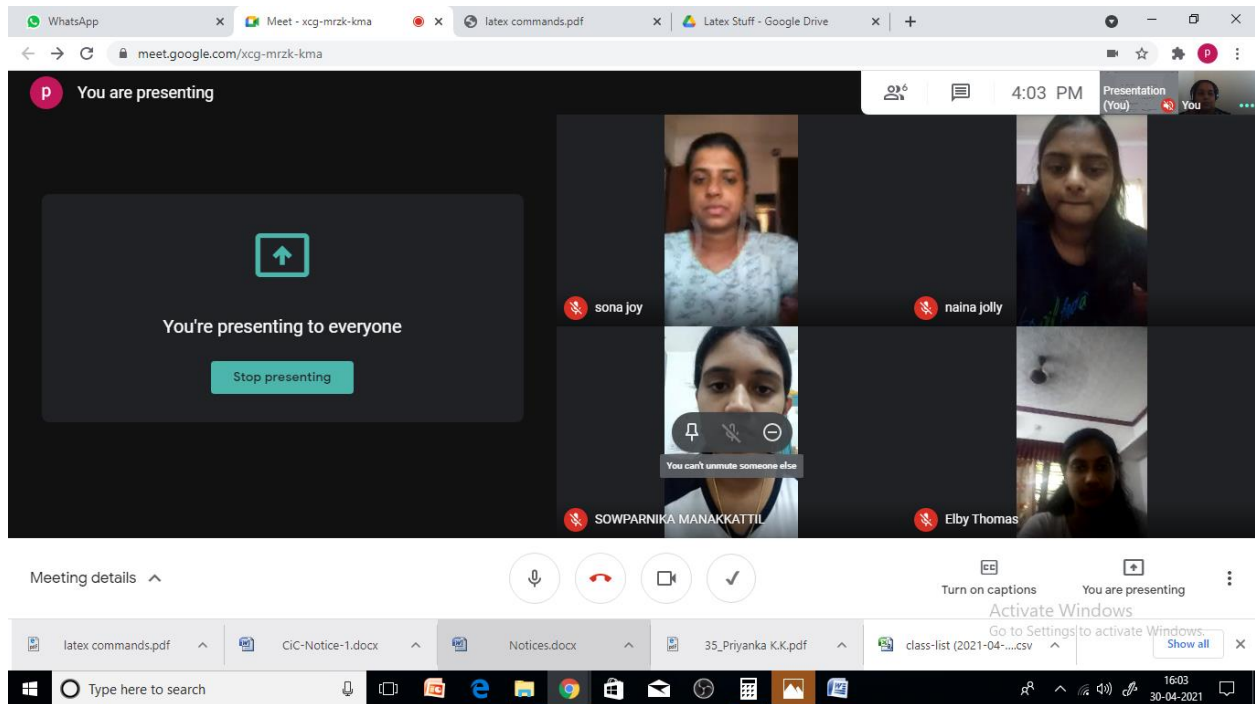 WhatsApp
Meet - xcg-mrzk-kma
latex commands.pdf
Latex Stuff - Google Drive
meet.google.com/xcg-mrzk-kma
P
p
You are presenting
6
4:03 PM
Presentation
(You)
You
You're presenting to everyone
Stop presenting
sona joy
naina jolly
You can't unmute someone else
SOWPARNIKA MANAKKATTIL
Elby Thomas
Meeting details
CC
Turn on captions
You are presenting
Activate Windows
Go to Settings to activate Windows.
latex commands.pdf
CiC-Notice-1.docx
Notices.docx
35_Priyanka K.K.pdf
class-list (2021-04-....csv
Show all
Type here to search
16:03
30-04-2021